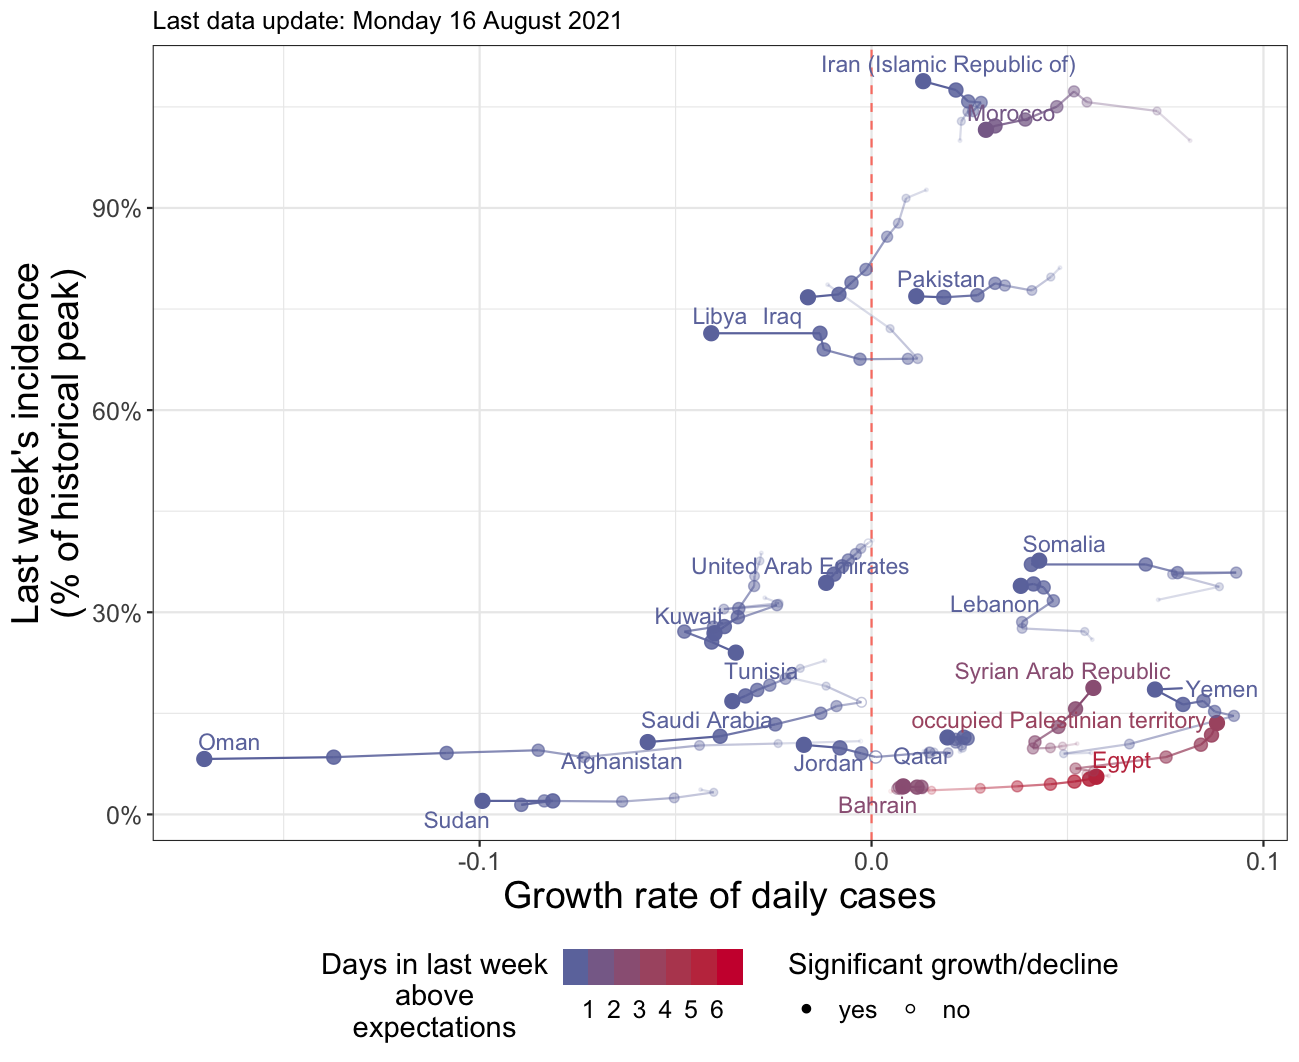 Last data update: Monday 16 August 2021
Iran (Islamic Republic of)
Morocco
90%
Pakistan
Libya Iraq
Last week's incidence
(% of historical peak)
60%
Somalia
United Arab Emirates
30%
Kuwait
Lebanon
Tunisia
Syrian Arab Republic
Yemen
Saudi Arabia
occupied Palestinian territory
Oman
Afghanistan
Jordan
Qatar
Egypt
Bahrain
0%
Sudan
-0.1 0.0 0.1
Growth rate of daily cases
Days in last week
above
expectations
1 2 3 4 5 6
Significant growth/decline
yes no